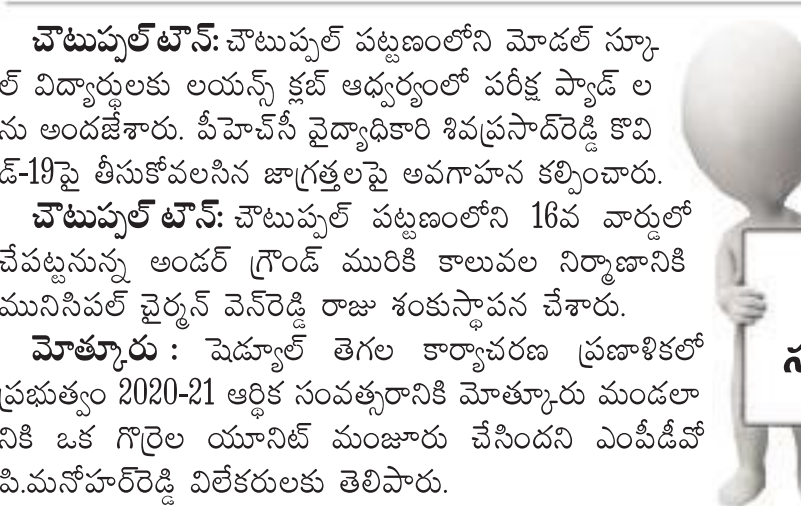 చౌటుప్పల్ టౌన్: చౌటుప్పల్ పట్టణంలోని మోడల్ స్కూ
ల్ విద్యార్థులకు లయన్స్ క్లబ్ ఆధ్వర్యంలో పరీక్ష ప్యాడ్ ల
ను అందజేశారు. పీహెచ్‌సీ వైద్యాధికారి శివప్రసాద్‌రెడ్డి కొవి
డ్-19పై తీసుకోవలసిన జాగ్రత్తలపై అవగాహన కల్పించారు.
చౌటుప్పల్ టౌన్: చౌటుప్పల్ పట్టణంలోని 16వ వార్డులో
చేపట్టనున్న అండర్ గ్రౌండ్ మురికి కాలువల నిర్మాణానికి
మునిసిపల్ చైర్మన్ వెన్‌రెడ్డి రాజు శంకుస్థాపన చేశారు.
మోత్కూరు : షెడ్యూల్ తెగల కార్యాచరణ ప్రణాళికలో
ప్రభుత్వం 2020-21 ఆర్థిక సంవత్సరానికి మోత్కూరు మండలా
నికి ఒక గొర్రెల యూనిట్ మంజూరు చేసిందని ఎంపీడీవో
పి.మనోహర్‌రెడ్డి విలేకరులకు తెలిపారు.